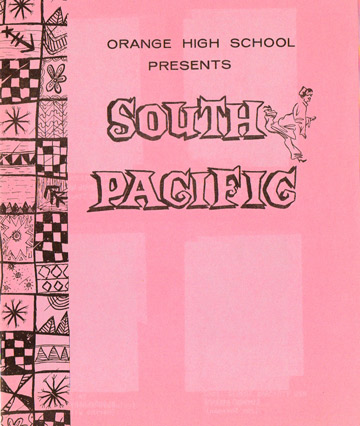 ORANGE HIGH SCHOOL
PRESENTS
SOUTH
PACIFIC